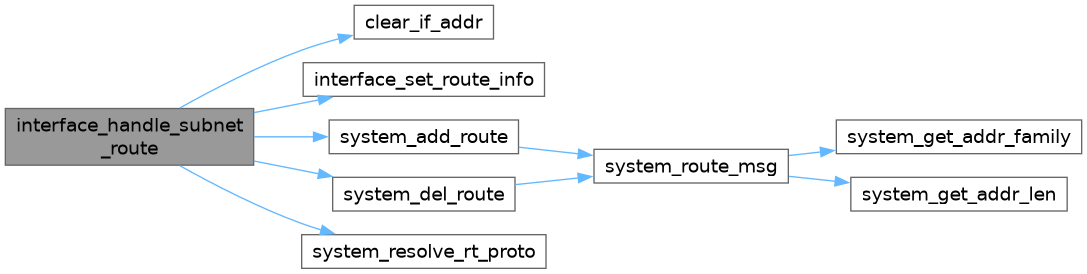 clear_if_addr
interface_set_route_info
interface_handle_subnet
_route
system_add_route
system_del_route
system_resolve_rt_proto
system_route_msg
system_get_addr_family
system_get_addr_len